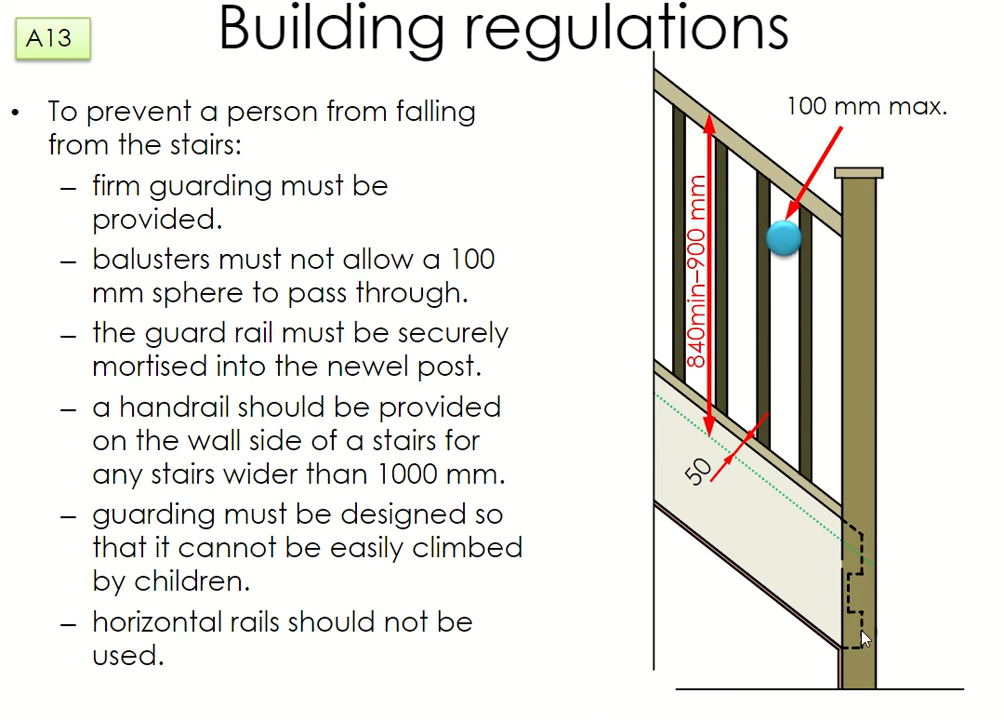 Building regulations
A13
• To prevent a person from falling
from the stairs:
– firm guarding must be
provided.
– balusters must not allow a 100
mm sphere to pass through.
– the guard rail must be securely
mortised into the newel post.
– a handrail should be provided
on the wall side of a stairs for
any stairs wider than 1000 mm.
– guarding must be designed so
that it cannot be easily climbed
by children.
– horizontal rails should not be
used.
100 mm max.
840min–900 mm
50